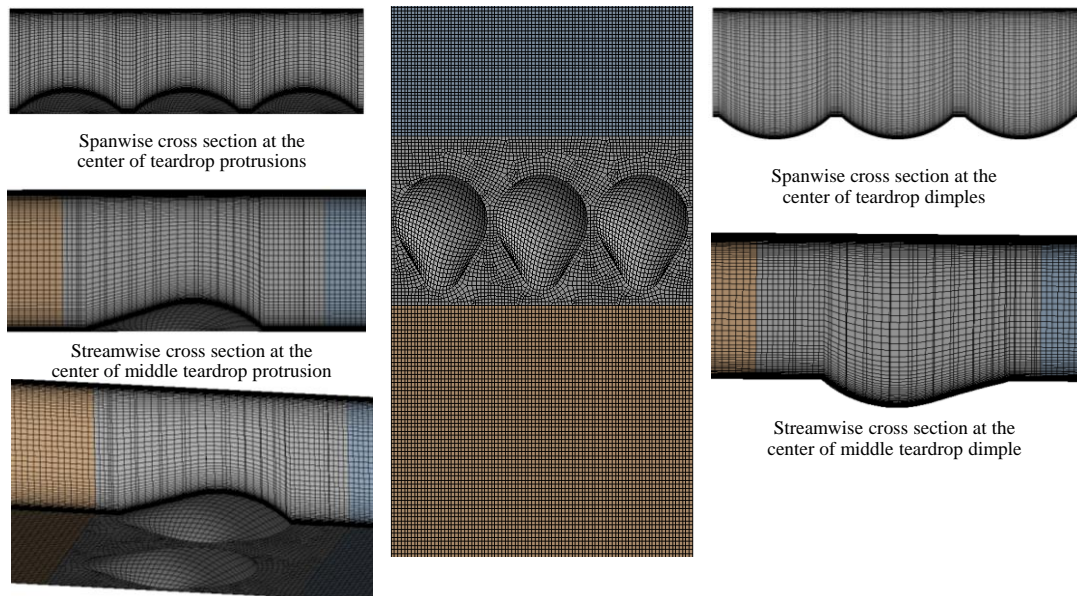 Spanwise cross section at the
center of teardrop protrusions
Streamwise cross section at the
center of middle teardrop protrusion
Spanwise cross section at the
center of teardrop dimples
Streamwise cross section at the
center of middle teardrop dimple